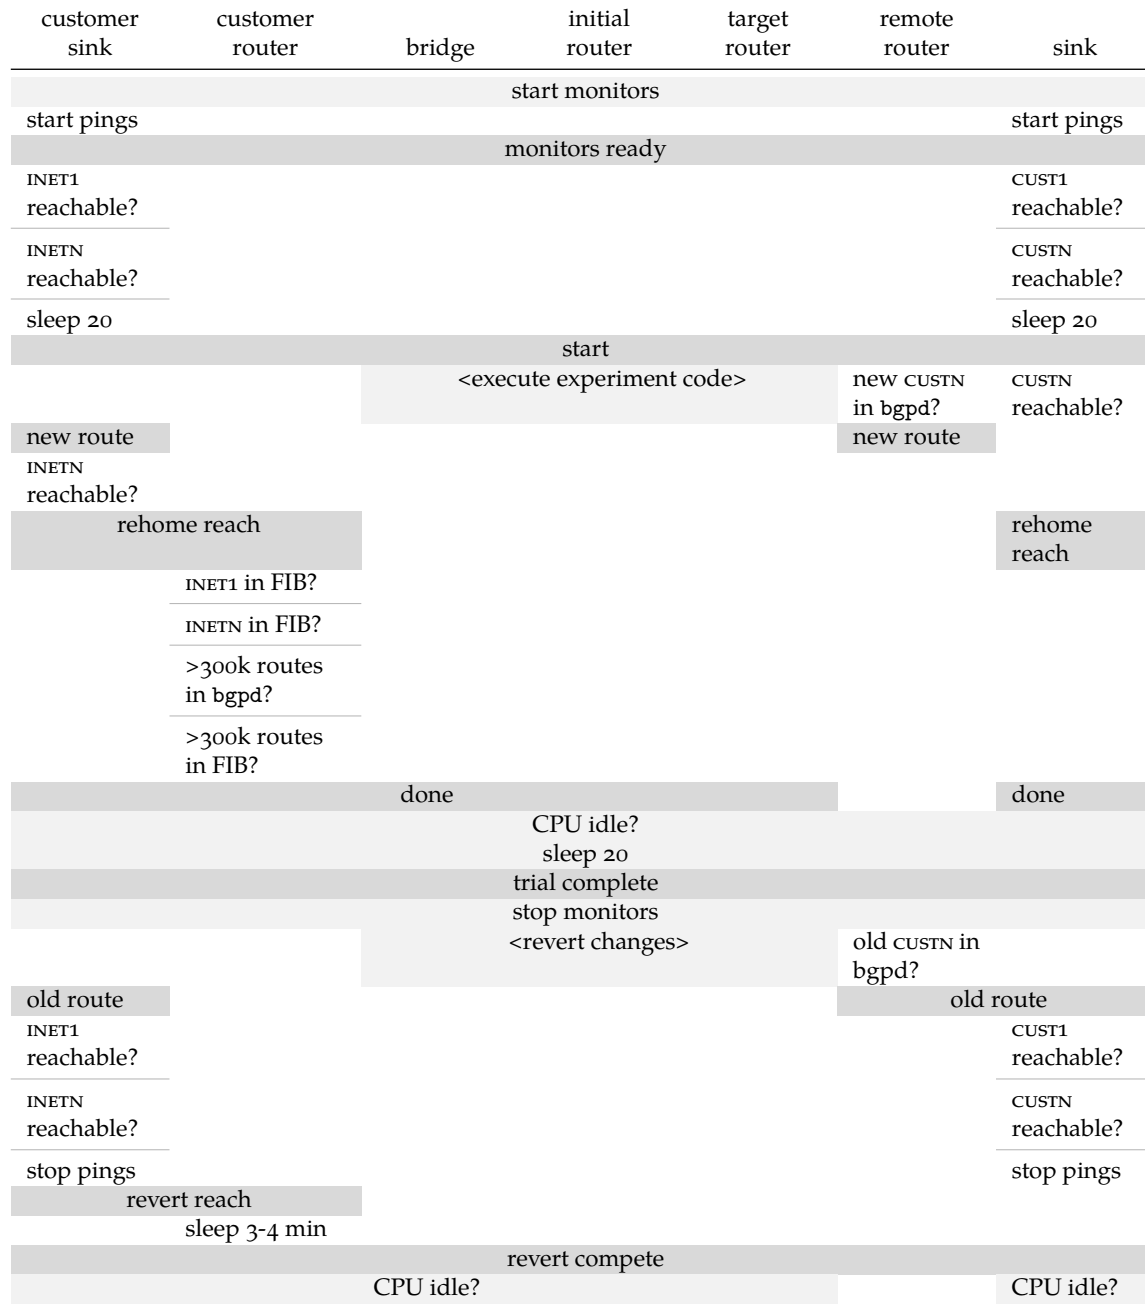 customer customer initial target remote
sink router bridge router router router sink
start monitors
start pings start pings
monitors ready
INET1 CUST1
reachable? reachable?
INETN CUSTN
reachable? reachable?
sleep 20 sleep 20
start
<execute experiment code> new CUSTN CUSTN
in bgpd? reachable?
new route new route
INETN
reachable?
rehome reach rehome
reach
INET1 in FIB?
INETN in FIB?
>300k routes
in bgpd?
>300k routes
in FIB?
done done
CPU idle?
sleep 20
trial complete
stop monitors
<revert changes> old CUSTN in
bgpd?
old route old route
INET1 CUST1
reachable? reachable?
INETN CUSTN
reachable? reachable?
stop pings stop pings
revert reach
sleep 3-4 min
revert compete
CPU idle? CPU idle?